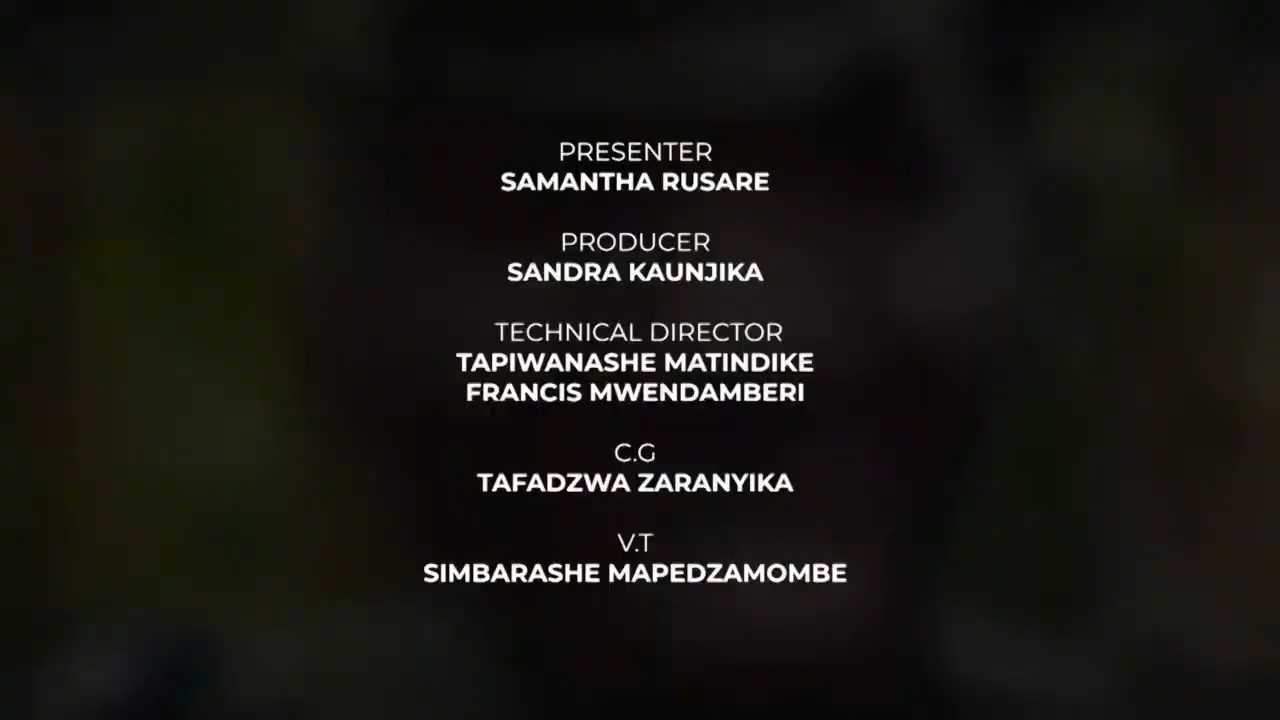 PRESENTER
SAMANTHA RUSARE
PRODUCER
SANDRA KAUNJIKA
TECHNICAL DIRECTOR
TAPIWANASHE MATINDIKE
FRANCIS MWENDAMBERI
C.G
TAFADZWA ZARANYIKA
V.T
SIMBARASHE MAPEDZAMOMBE